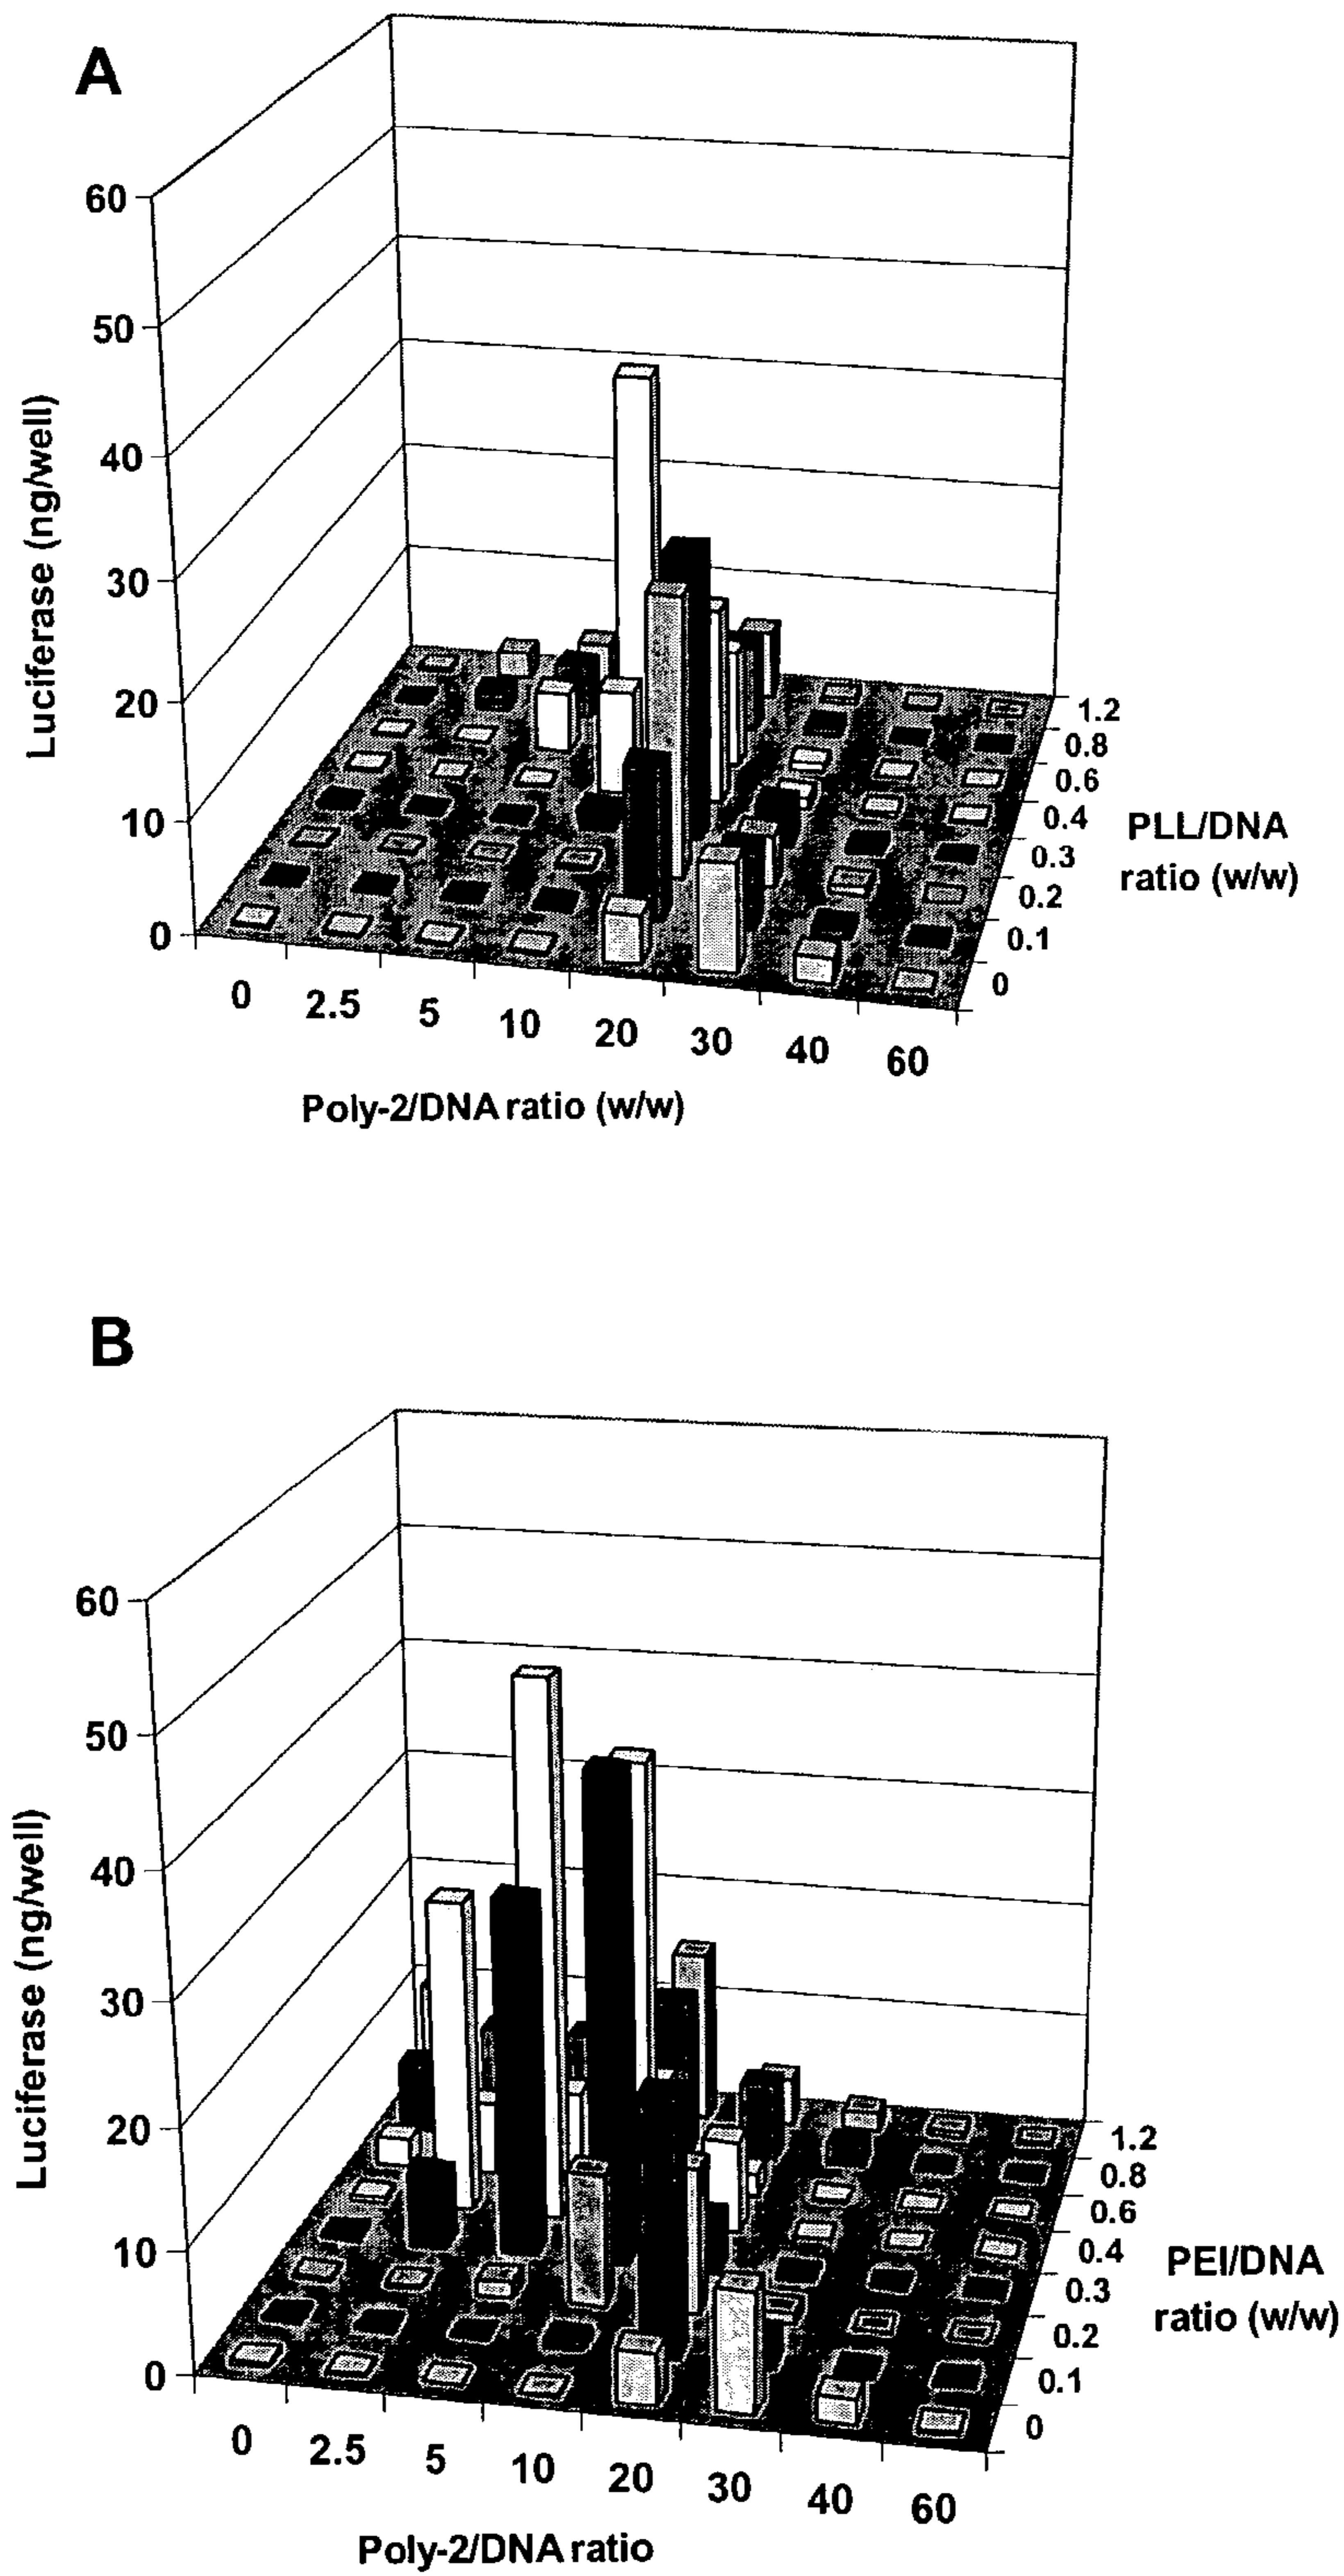 A
60
50
40
30
20
10
0
Luciferase (ng/well)
0 2.5 5 10 20 30 40 60
Poly-2/DNA ratio (w/w)
1.2
0.8
0.6
0.4
0.3
0.2
0.1
0
PLL/DNA
ratio (w/w)
B
60
50
40
30
20
10
0
Luciferase (ng/well)
0 2.5 5 10 20 30 40 60
Poly-2/DNA ratio
1.2
0.8
0.6
0.4
0.3
0.2
0.1
0
PEI/DNA
ratio (w/w)